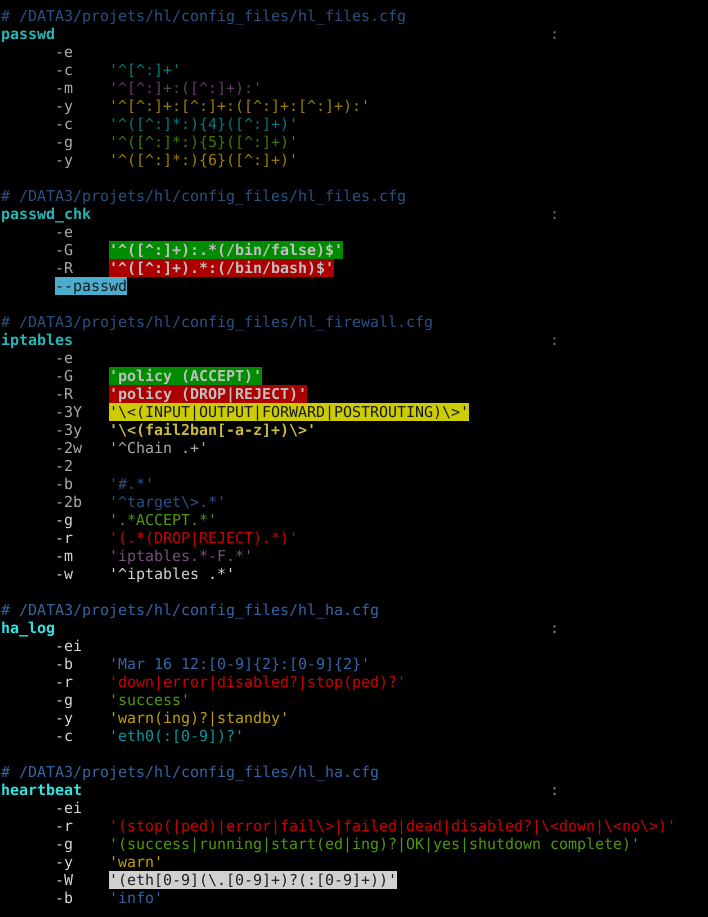 # /DATA3/projets/hl/config_files/hl_files.cfg
passwd :
-e
-c '^[^:]+'
-m '^[^:]+:([^:]+):'
-y '^[^:]+:[^:]+:([^:]+:[^:]+):'
-c '^([^:]*:){4}([^:]+)'
-g '^([^:]*:){5}([^:]+)'
-y '^([^:]*:){6}([^:]+)'
# /DATA3/projets/hl/config_files/hl_files.cfg
passwd_chk :
-e
-G '^([^:]+):.*(/bin/false)$'
-R '^([^:]+).*:(/bin/bash)$'
--passwd
# /DATA3/projets/hl/config_files/hl_firewall.cfg
iptables :
-e
-G 'policy (ACCEPT)'
-R 'policy (DROP|REJECT)'
-3Y '\<(INPUT|OUTPUT|FORWARD|POSTROUTING)\>'
-3y '\<(fail2ban[-a-z]+)\>'
-2w '^Chain .+'
-2
-b '#.*'
-2b '^target\>.*'
-g '.*ACCEPT.*'
-r '(.*(DROP|REJECT).*)'
-m 'iptables.*-F.*'
-w '^iptables .*'
# /DATA3/projets/hl/config_files/hl_ha.cfg
ha_log :
-ei
-b 'Mar 16 12:[0-9]{2}:[0-9]{2}'
-r 'down|error|disabled?|stop(ped)?'
-g 'success'
-y 'warn(ing)?|standby'
-c 'eth0(:[0-9])?'
# /DATA3/projets/hl/config_files/hl_ha.cfg
heartbeat :
-ei
-r '(stop(|ped)|error|fail\>|failed|dead|disabled?|\<down|\<no\>)'
-g '(success|running|start(ed|ing)?|OK|yes|shutdown complete)'
-y 'warn'
-W '(eth[0-9](\.[0-9]+)?(:[0-9]+))'
-b 'info'